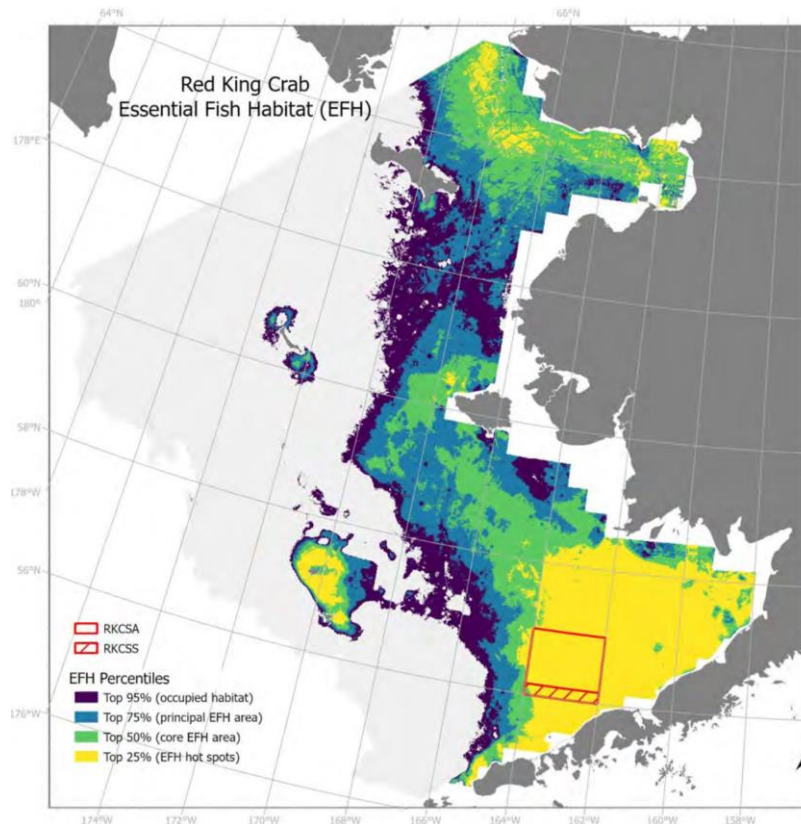 64°N
66°N
Red King Crab
Essential Fish Habitat (EFH)
178°E
60°N
180°
58°N
178°W
56°N
176°W
RKCSA
RKCSS
EFH Percentiles
Top 95% (occupied habitat)
Top 75% (principal EFH area)
Top 50% (core EFH area)
Top 25% (EFH hot spots)
174°W
172°W
170°W
168°W
166°W
164°W
162°W
160°W
158°W